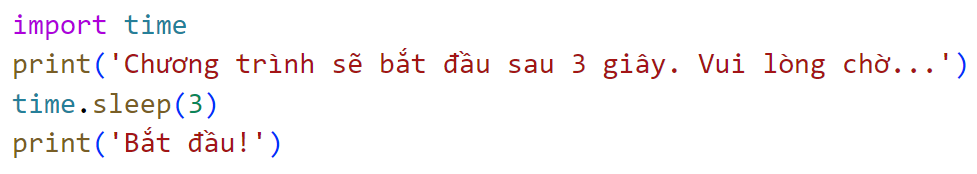 import time
print('Chương trình sẽ bắt đầu sau 3 giây. Vui lòng chờ...')
time.sleep(3)
print('Bắt đầu!')